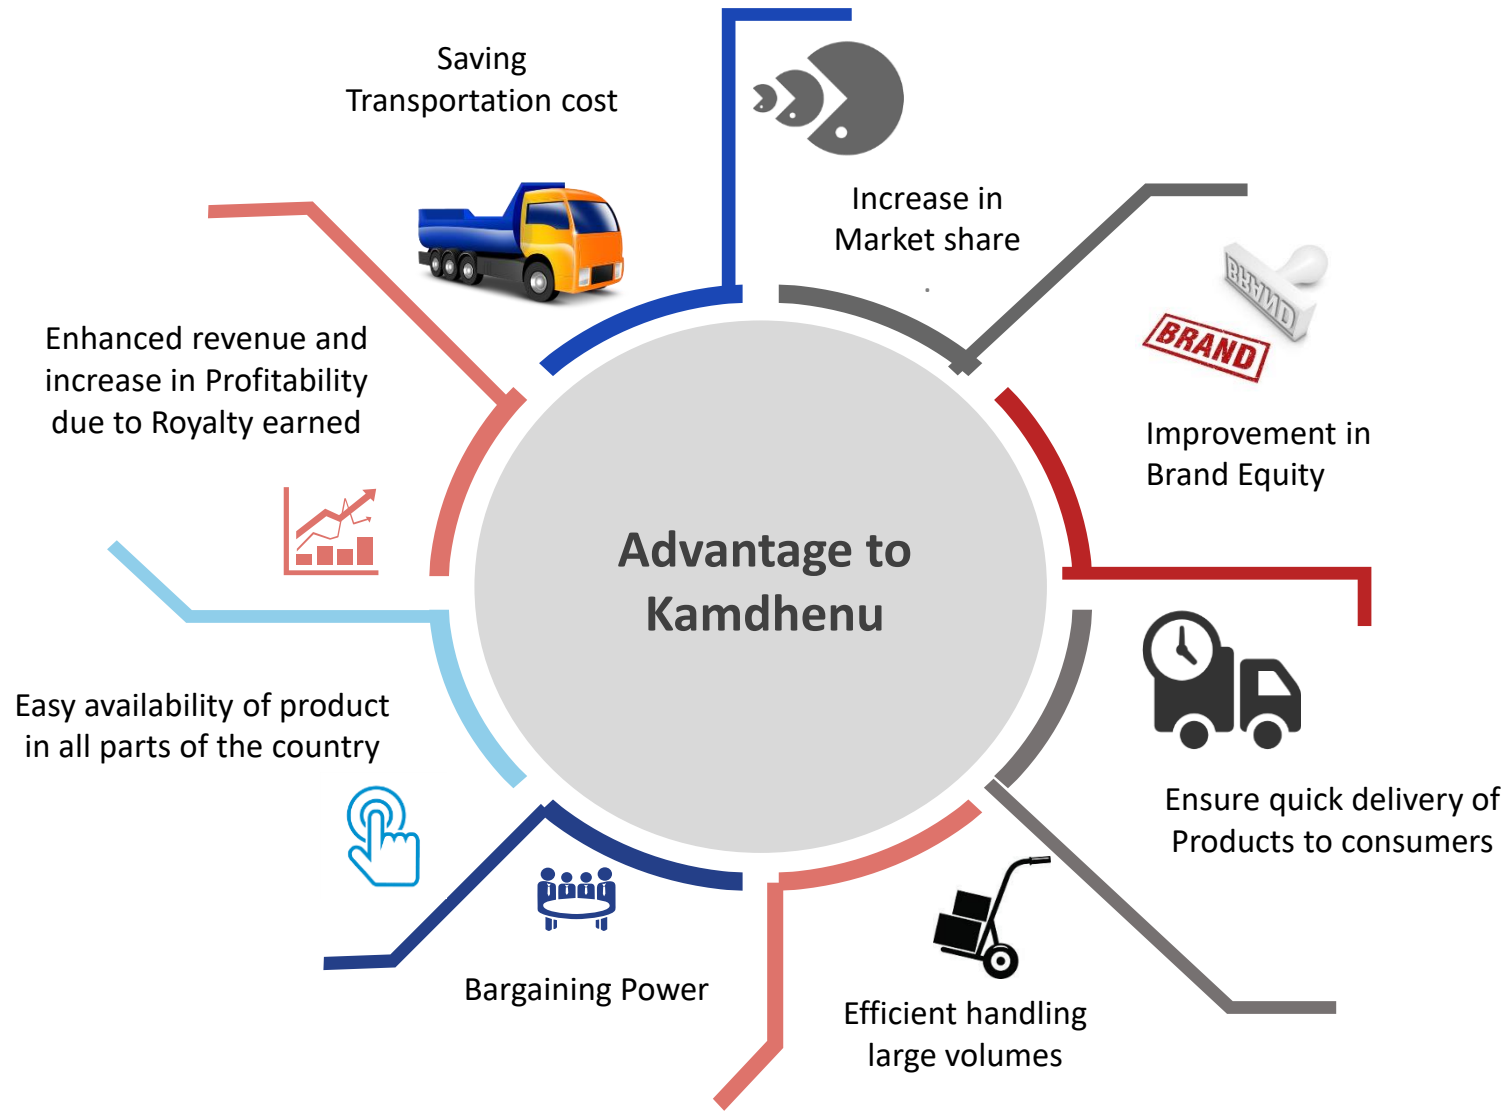 Saving
Transportation cost
Increase in
Market share
.
BRAND
BRAND
Improvement in
Brand Equity
Enhanced revenue and
increase in Profitability
due to Royalty earned
Advantage to
Kamdhenu
Easy availability of product
in all parts of the country
Ensure quick delivery of
Products to consumers
Bargaining Power
Efficient handling
large volumes